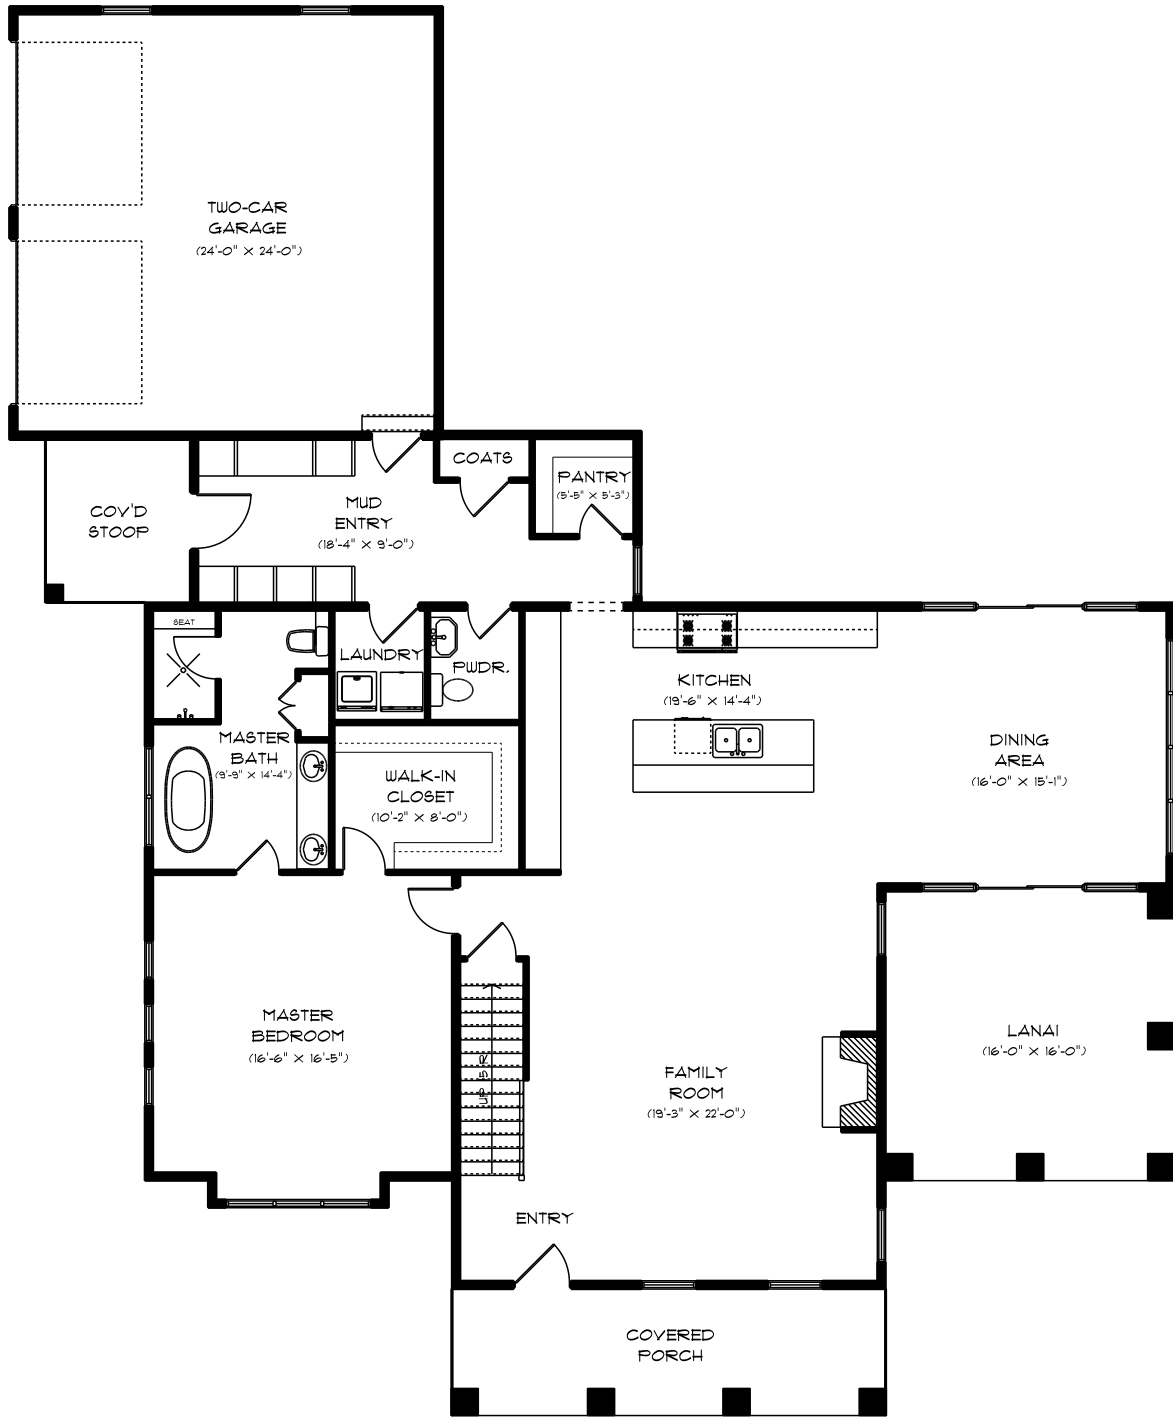 TWO-CAR
GARAGE
(24'-0" X 24'-0")
COATS
PANTRY
(5'-5" X 5'-3")
MUD
ENTRY
(18'-4" X 9'-0")
COV'D
STOOP
SEAT
LAUNDRY
PWDR.
KITCHEN
(19'-6" X 14'-4")
MASTER
BATH
(9'-9" X 14'-4")
WALK-IN
CLOSET
(10'-2" X 8'-0")
DINING
AREA
(16'-0" X 15'-1")
MASTER
BEDROOM
(16'-6" X 16'-5")
LANAI
(16'-0" X 16'-0")
FAMILY
ROOM
(19'-3" X 22'-0")
UP 15 R
ENTRY
COVERED
PORCH